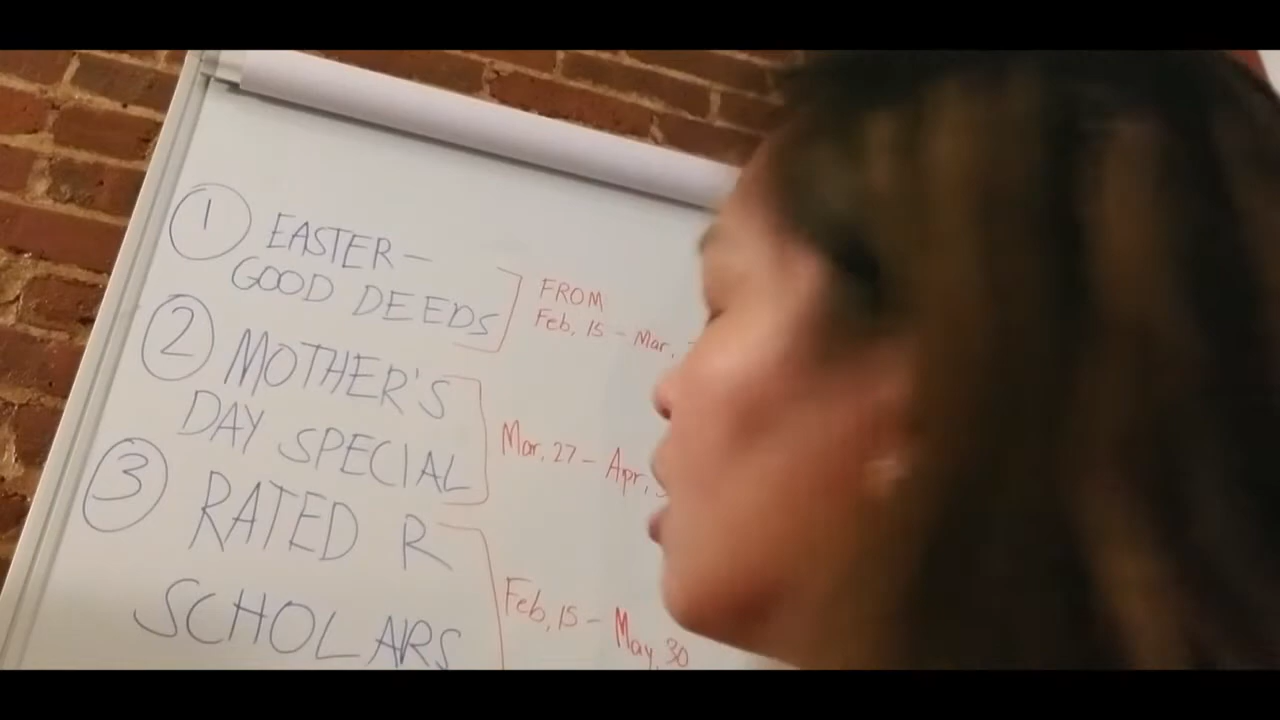 1 EASTER-
GOOD DEEDS
FROM
Feb, 15 - Mar,
2 MOTHER'S
DAY SPECIAL
Mar, 27 - Apr,
3 RATED R
SCHOLARS
Feb, 15 - May, 30